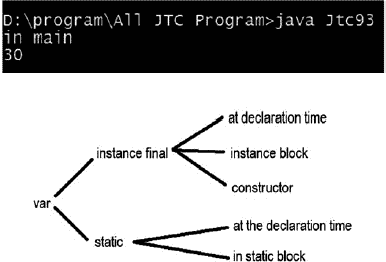 D:\program\All JTC Program>java Jtc93
in main
30
at declaration time
instance final
instance block
constructor
var
at the declaration time
static
in static block